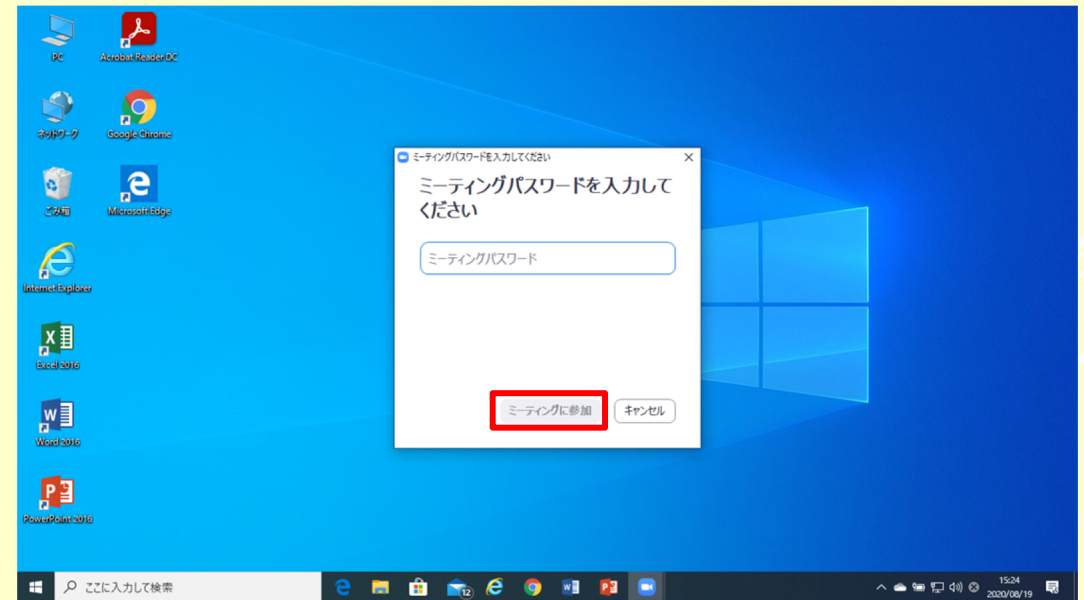 PC
Acrobat Reader DC
ネットワーク
Google Chrome
ごみ箱
Microsoft Edge
Internet Explorer
Excel 2016
Word 2016
PowerPoint 2016
ミーティングパスワードを入力してください
ミーティングパスワードを入力して
ください
ミーティングパスワード
ミーティングに参加
キャンセル
ここに入力して検索
12
15:24
2020/08/19